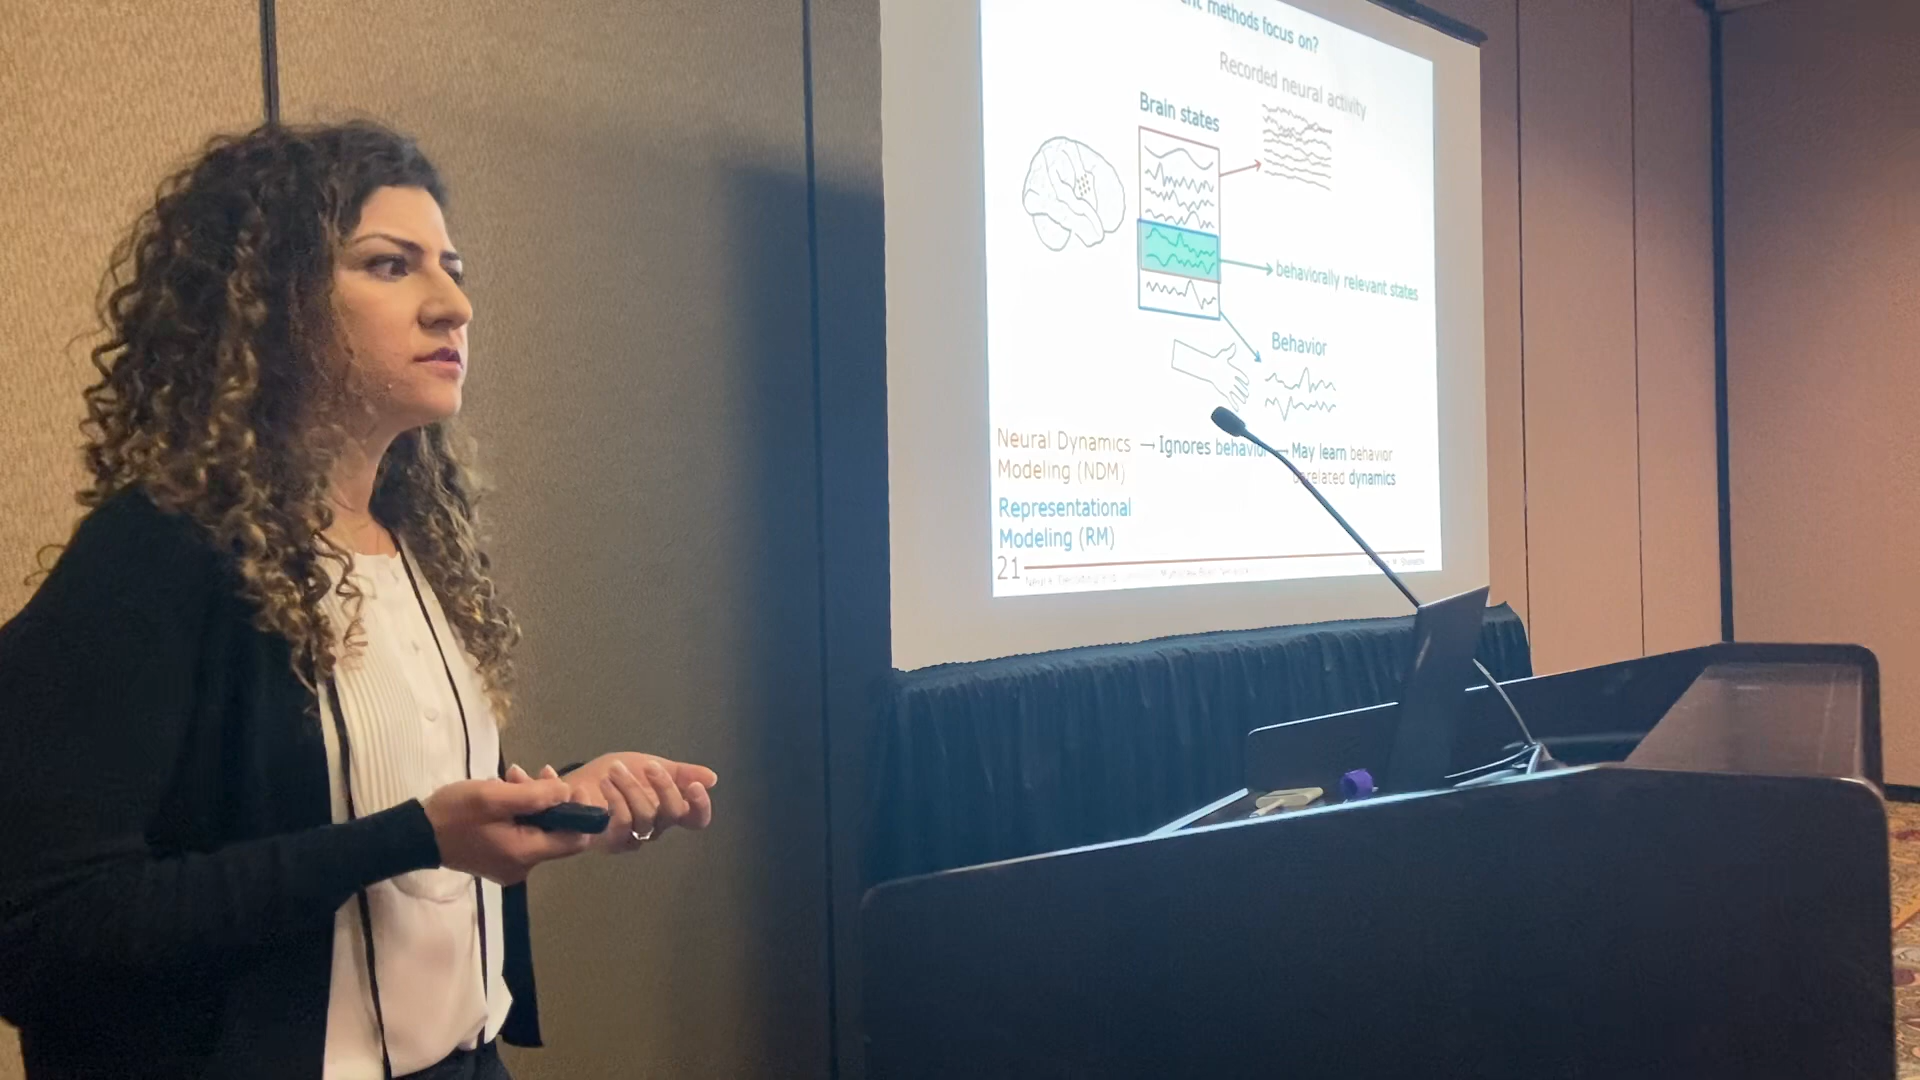 methods focus on?
Recorded neural activity
Brain states
behaviorally relevant states
Behavior
Neural Dynamics
Modeling (NDM)
→ Ignores behavior
→ May learn behavior
unrelated dynamics
Representational
Modeling (RM)
21